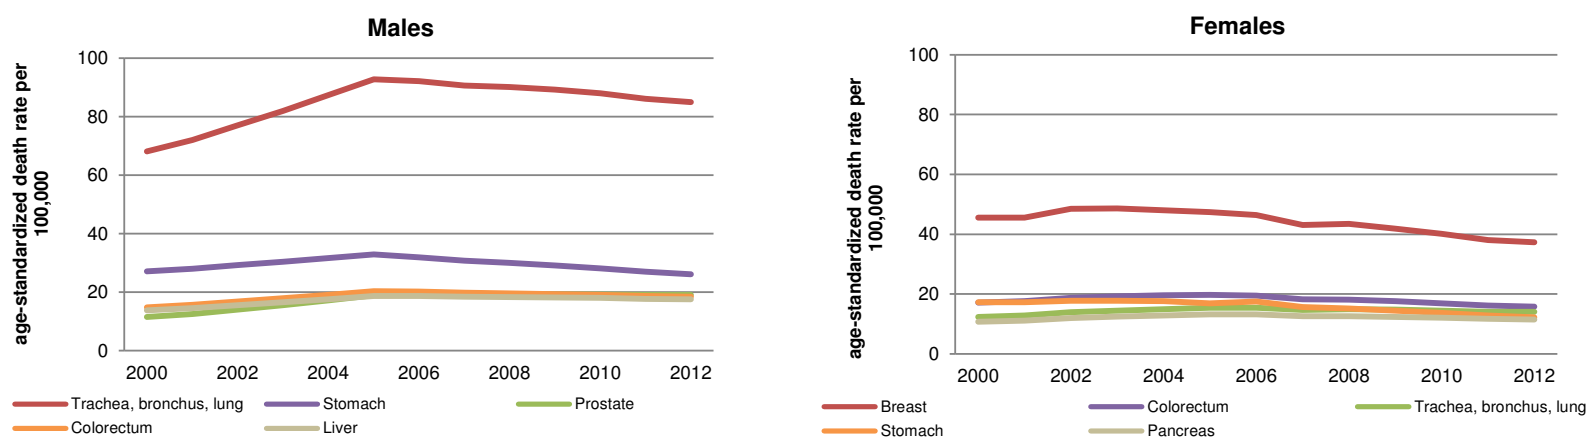 Males
age-standardized death rate per
100,000
100
80
60
40
20
0
2000 2002 2004 2006 2008 2010 2012
Trachea, bronchus, lung Stomach Prostate
Colorectum Liver
Females
age-standardized death rate per
100,000
100
80
60
40
20
0
2000 2002 2004 2006 2008 2010 2012
Breast Colorectum Trachea, bronchus, lung
Stomach Pancreas